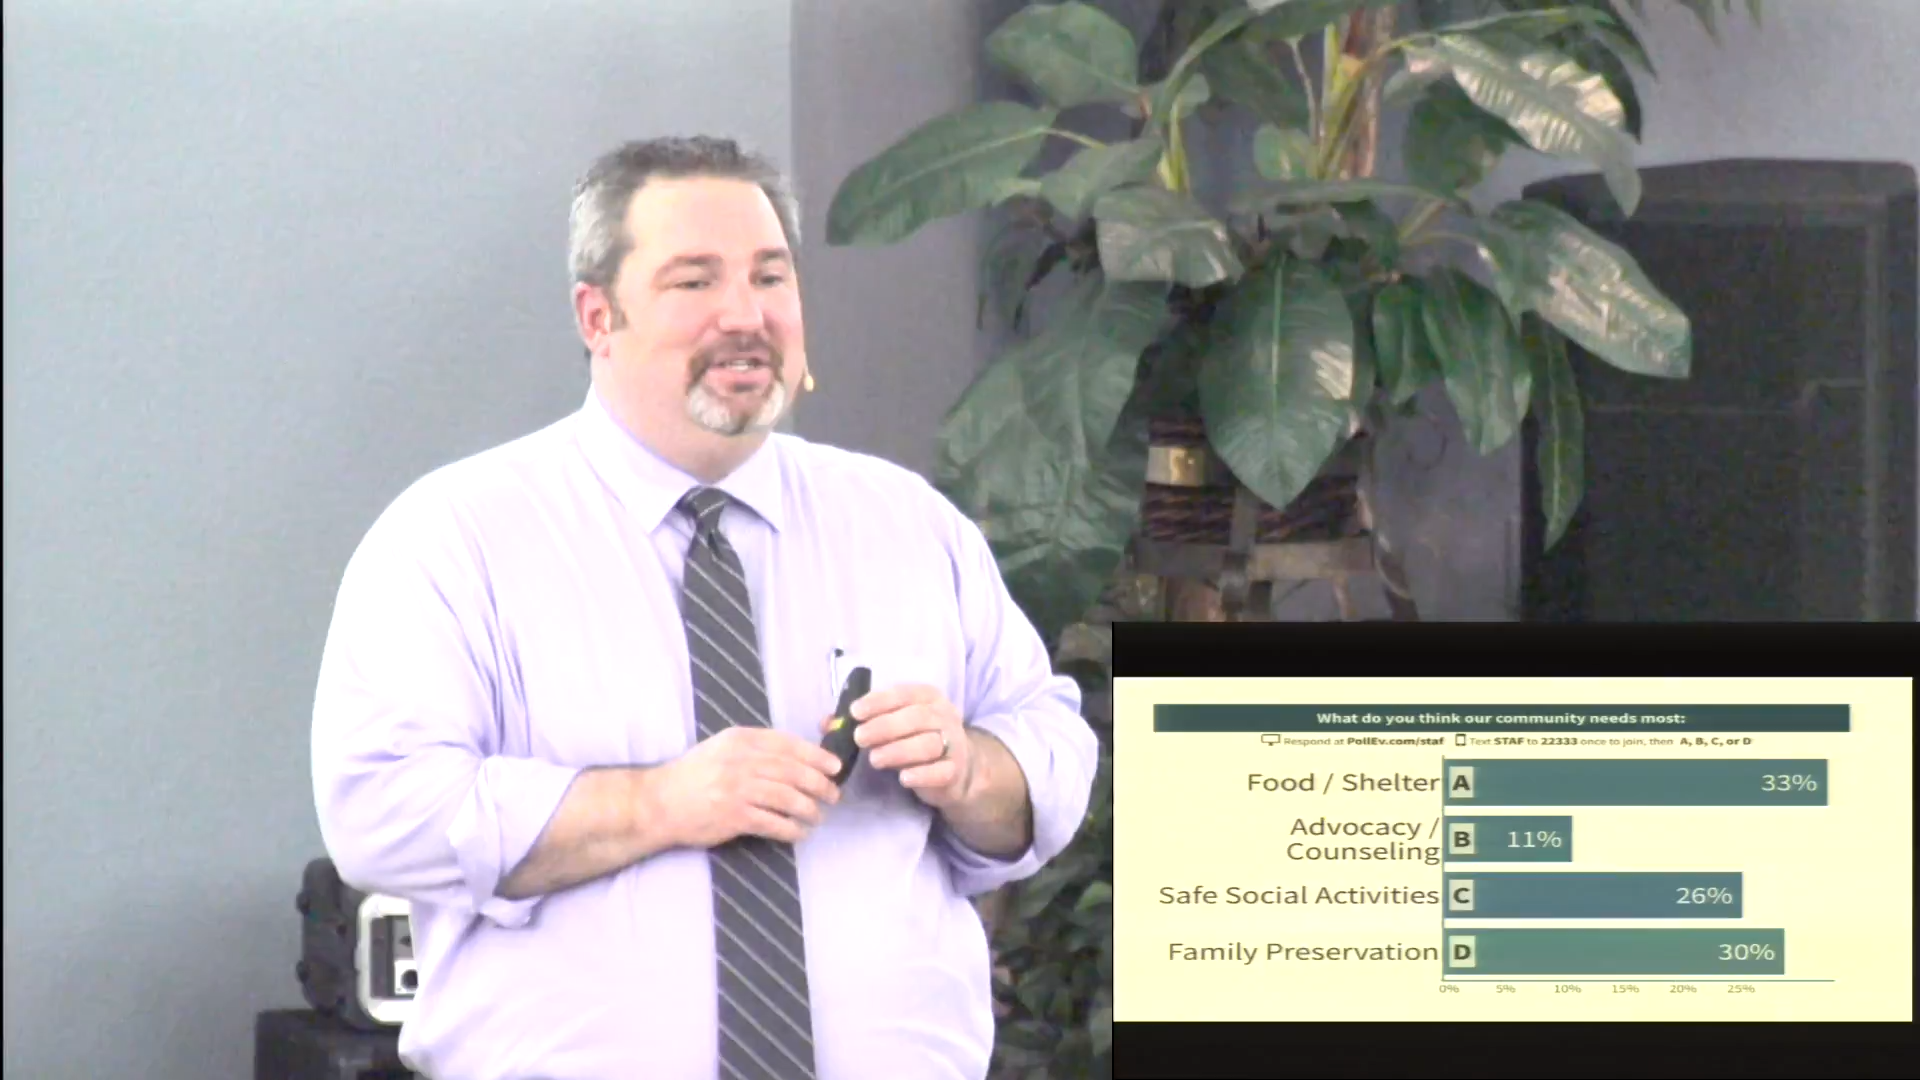 What do you think our community needs most:
Respond at PollEv.com/staf Text STAF to 22333 once to join, then A, B, C, or D
Food / Shelter A 33%
Advocacy /
Counseling B 11%
Safe Social Activities C 26%
Family Preservation D 30%
0% 5% 10% 15% 20% 25%